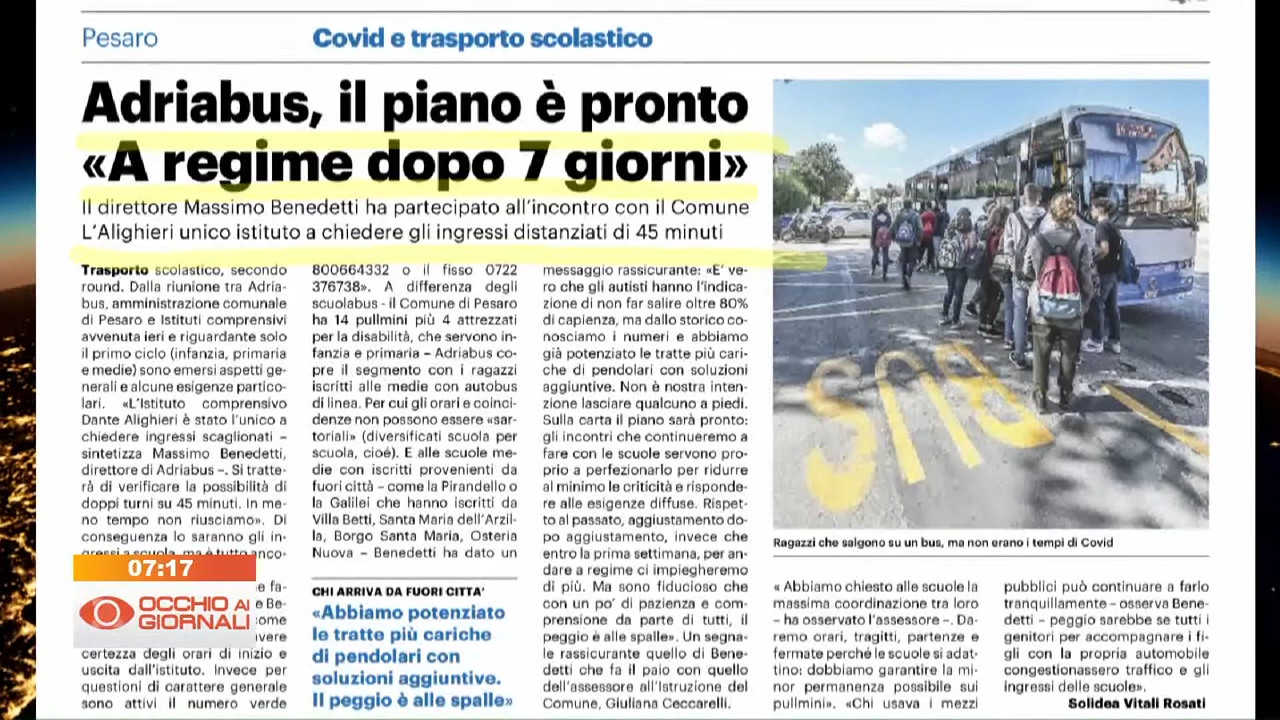 Pesaro
Covid e trasporto scolastico
Adriabus, il piano è pronto
«A regime dopo 7 giorni»
Il direttore Massimo Benedetti ha partecipato all'incontro con il Comune
L'Alighieri unico istituto a chiedere gli ingressi distanziati di 45 minuti
Trasporto scolastico, secondo
round. Dalla riunione tra Adria-
bus, amministrazione comunale
di Pesaro e Istituti comprensivi
avvenuta ieri e riguardante solo
il primo ciclo (infanzia, primaria
e medie) sono emersi aspetti ge-
nerali e alcune esigenze partico-
lari. «L'Istituto comprensivo
Dante Alighieri è stato l'unico a
chiedere ingressi scaglionati –
sintetizza Massimo Benedetti,
direttore di Adriabus –. Si tratte-
rà di verificare la possibilità di
doppi turni su 45 minuti. In me-
no tempo non riusciamo». Di
conseguenza lo saranno gli in-
gressi a scuola, ma è tutto anco-
07:17
OCCHIO AI
GIORNALI
e fa-
e Be-
come
avere
certezza degli orari di inizio e
uscita dall'istituto. Invece per
questioni di carattere generale
sono attivi il numero verde
800664332 o il fisso 0722
376738». A differenza degli
scuolabus - il Comune di Pesaro
ha 14 pullmini più 4 attrezzati
per la disabilità, che servono in-
fanzia e primaria – Adriabus co-
pre il segmento con i ragazzi
iscritti alle medie con autobus
di linea. Per cui gli orari e coinci-
denze non possono essere «sar-
toriali» (diversificati scuola per
scuola, cioé). E alle scuole me-
die con iscritti provenienti da
fuori città – come la Pirandello o
la Galilei che hanno iscritti da
Villa Betti, Santa Maria dell'Arzil-
la, Borgo Santa Maria, Osteria
Nuova – Benedetti ha dato un
CHI ARRIVA DA FUORI CITTA'
«Abbiamo potenziato
le tratte più cariche
di pendolari con
soluzioni aggiuntive.
Il peggio è alle spalle»
messaggio rassicurante: «E' ve-
ro che gli autisti hanno l'indica-
zione di non far salire oltre 80%
di capienza, ma dallo storico co-
nosciamo i numeri e abbiamo
già potenziato le tratte più cari-
che di pendolari con soluzioni
aggiuntive. Non è nostra inten-
zione lasciare qualcuno a piedi.
Sulla carta il piano sarà pronto:
gli incontri che continueremo a
fare con le scuole servono pro-
prio a perfezionarlo per ridurre
al minimo le criticità e risponde-
re alle esigenze diffuse. Rispet-
to al passato, aggiustamento do-
po aggiustamento, invece che
entro la prima settimana, per an-
dare a regime ci impiegheremo
di più. Ma sono fiducioso che
con un po' di pazienza e com-
prensione da parte di tutti, il
peggio è alle spalle». Un segna-
le rassicurante quello di Bene-
detti che fa il paio con quello
dell'assessore all'Istruzione del
Comune, Giuliana Ceccarelli.
BUS
Ragazzi che salgono su un bus, ma non erano i tempi di Covid
«Abbiamo chiesto alle scuole la
massima coordinazione tra loro
– ha osservato l'assessore –. Da-
remo orari, tragitti, partenze e
fermate perché le scuole si adat-
tino: dobbiamo garantire la mi-
nor permanenza possibile sui
pullmini». «Chi usava i mezzi
pubblici può continuare a farlo
tranquillamente – osserva Bene-
detti – peggio sarebbe se tutti i
genitori per accompagnare i fi-
gli con la propria automobile
congestionassero traffico e gli
ingressi delle scuole».
Solidea Vitali Rosati